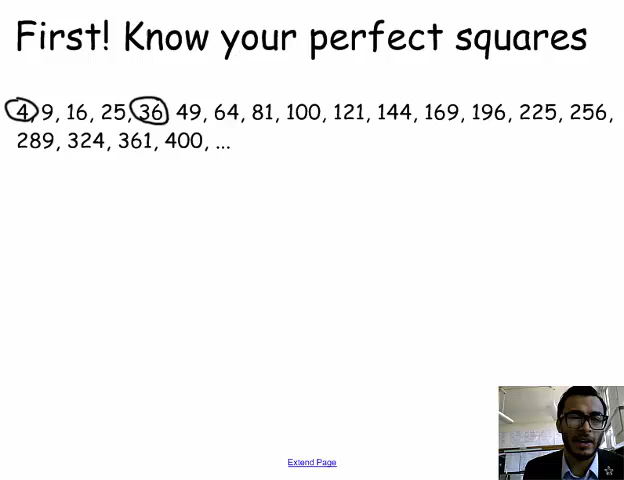 First! Know your perfect squares
4, 9, 16, 25, 36, 49, 64, 81, 100, 121, 144, 169, 196, 225, 256,
289, 324, 361, 400, ...
Extend Page